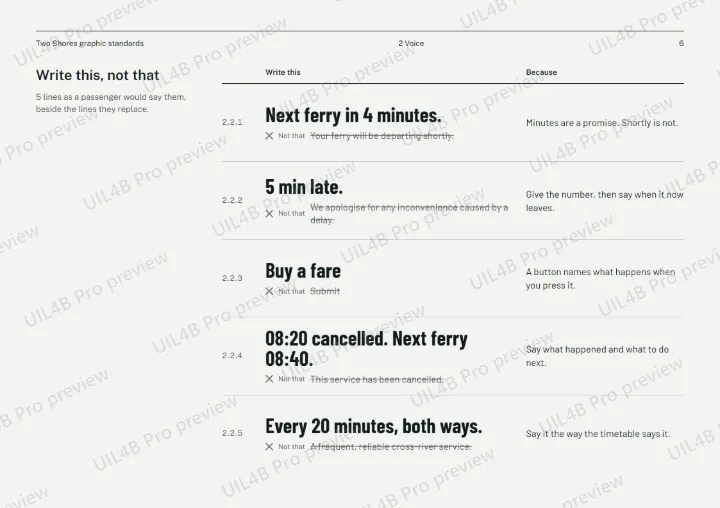 Two Shores graphic standards
2 Voice
6
Write this, not that
5 lines as a passenger would say them,
beside the lines they replace.
Write this
Because
2.2.1
Next ferry in 4 minutes.
Not that Your ferry will be departing shortly.
Minutes are a promise. Shortly is not.
2.2.2
5 min late.
Not that We apologise for any inconvenience caused by a
delay.
Give the number, then say when it now
leaves.
2.2.3
Buy a fare
Not that Submit
A button names what happens when
you press it.
2.2.4
08:20 cancelled. Next ferry
08:40.
Not that This service has been cancelled.
Say what happened and what to do
next.
2.2.5
Every 20 minutes, both ways.
Not that A frequent, reliable cross-river service.
Say it the way the timetable says it.
UIL4B Pro preview